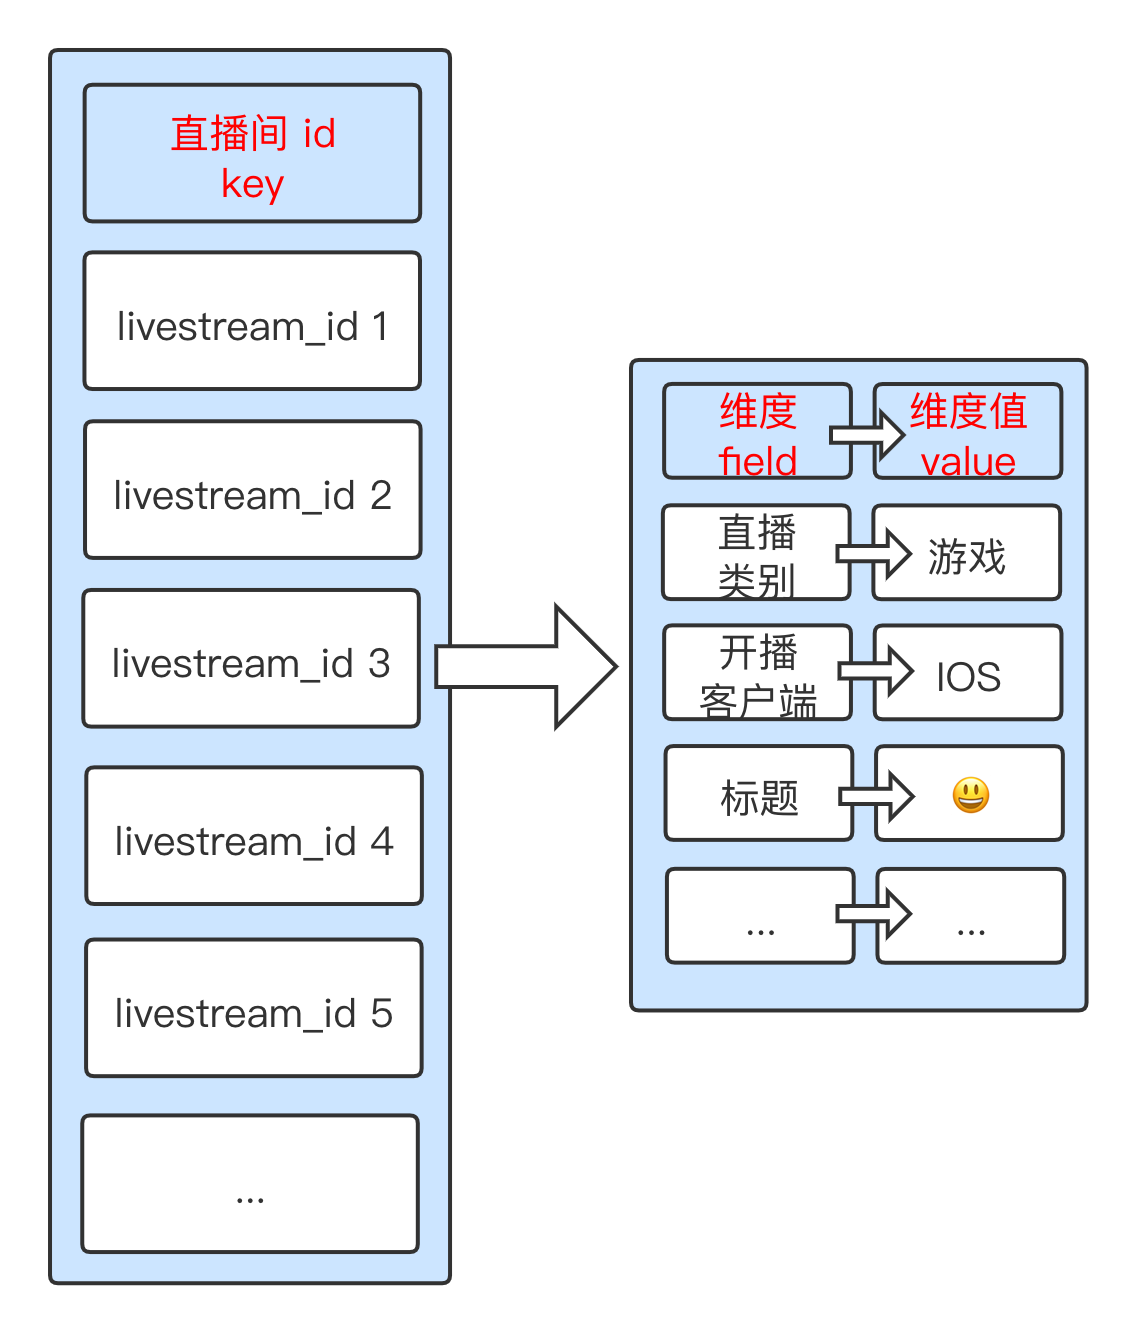 直播间 id
key
livestream_id 1
livestream_id 2
livestream_id 3
livestream_id 4
livestream_id 5
...
维度
field
维度值
value
直播
类别
游戏
开播
客户端
IOS
标题
😃
...
...